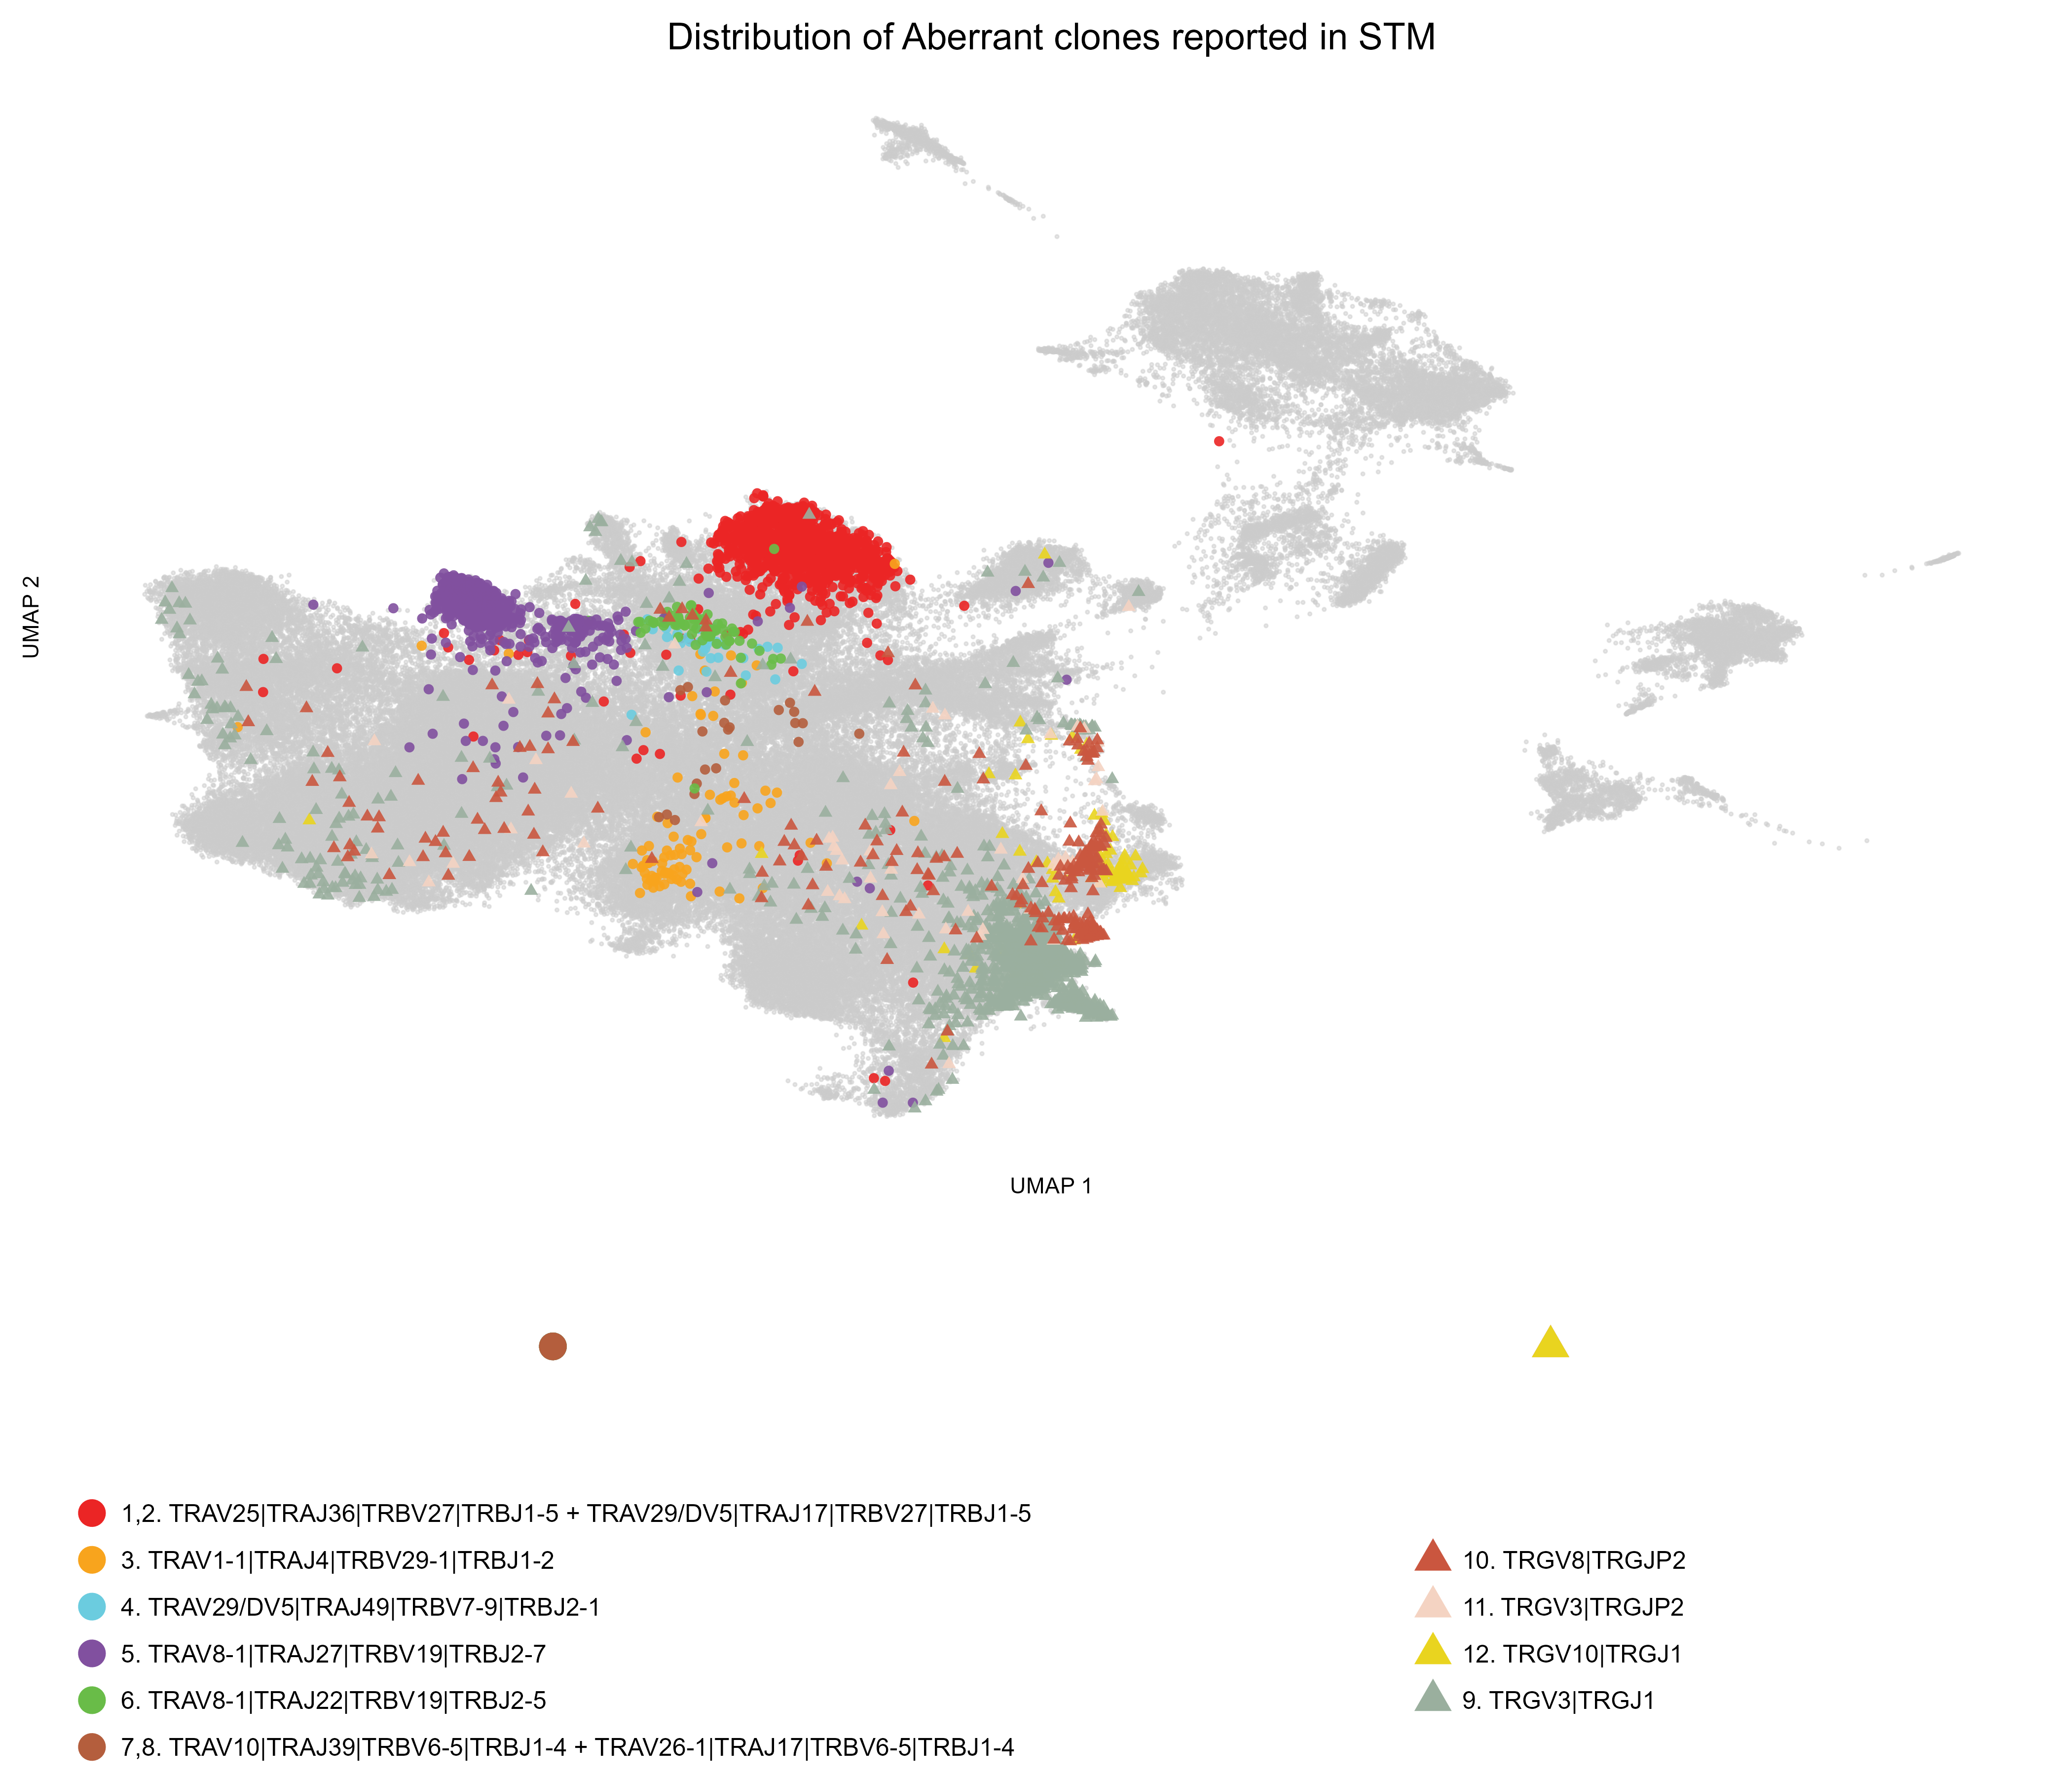 Distribution of Aberrant clones reported in STM
UMAP 2
UMAP 1
1,2. TRAV25|TRAJ36|TRBV27|TRBJ1-5 + TRAV29/DV5|TRAJ17|TRBV27|TRBJ1-5
3. TRAV1-1|TRAJ4|TRBV29-1|TRBJ1-2
4. TRAV29/DV5|TRAJ49|TRBV7-9|TRBJ2-1
5. TRAV8-1|TRAJ27|TRBV19|TRBJ2-7
6. TRAV8-1|TRAJ22|TRBV19|TRBJ2-5
7,8. TRAV10|TRAJ39|TRBV6-5|TRBJ1-4 + TRAV26-1|TRAJ17|TRBV6-5|TRBJ1-4
10. TRGV8|TRGJP2
11. TRGV3|TRGJP2
12. TRGV10|TRGJ1
9. TRGV3|TRGJ1